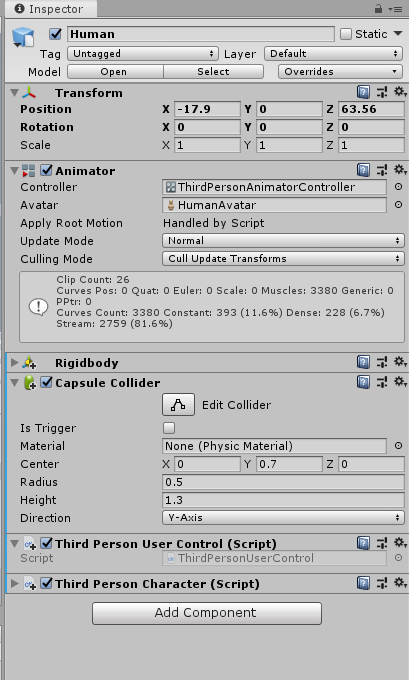 Inspector
Human Static
Tag Untagged Layer Default
Model Open Select Overrides
Transform
Position X -17.9 Y 0 Z 63.56
Rotation X 0 Y 0 Z 0
Scale X 1 Y 1 Z 1
Animator
Controller ThirdPersonAnimatorController
Avatar HumanAvatar
Apply Root Motion Handled by Script
Update Mode Normal
Culling Mode Cull Update Transforms
Clip Count: 26
Curves Pos: 0 Quat: 0 Euler: 0 Scale: 0 Muscles: 3380 Generic: 0
PPtr: 0
Curves Count: 3380 Constant: 393 (11.6%) Dense: 228 (6.7%)
Stream: 2759 (81.6%)
Rigidbody
Capsule Collider
Edit Collider
Is Trigger
Material None (Physic Material)
Center X 0 Y 0.7 Z 0
Radius 0.5
Height 1.3
Direction Y-Axis
Third Person User Control (Script)
Script ThirdPersonUserControl
Third Person Character (Script)
Add Component